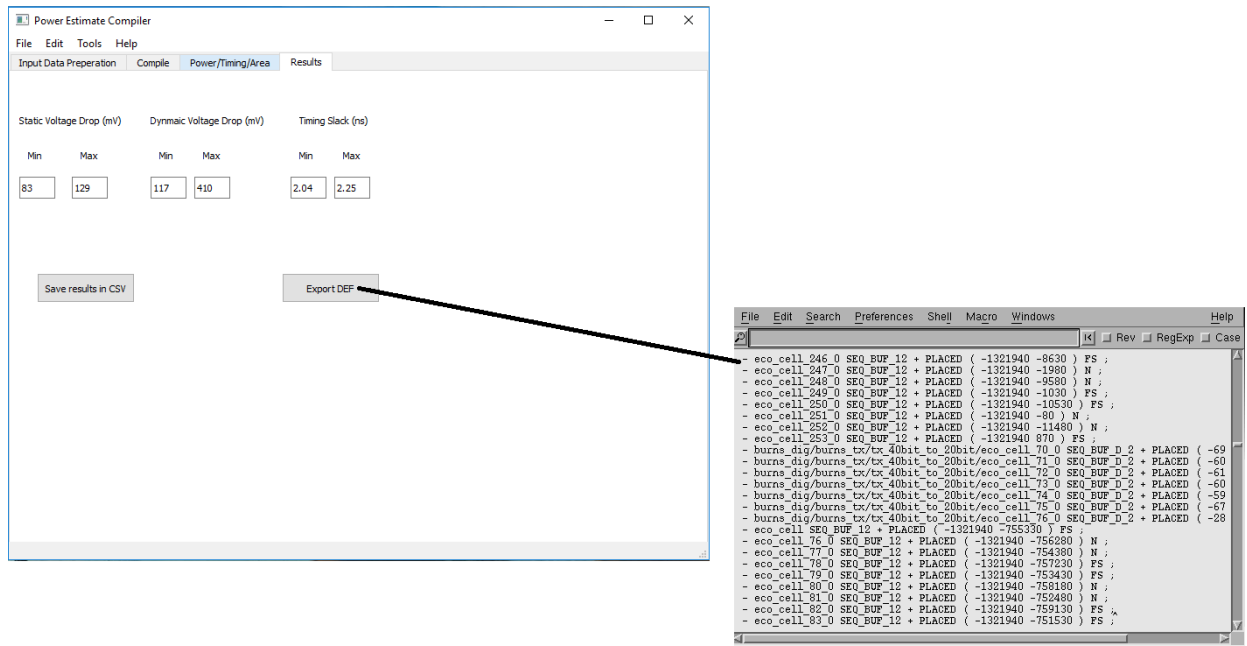 Power Estimate Compiler
File Edit Tools Help
Input Data Preperation Compile Power/Timing/Area Results
Static Voltage Drop (mV) Dynmaic Voltage Drop (mV) Timing Slack (ns)
Min Max Min Max Min Max
83 129 117 410 2.04 2.25
Save results in CSV Export DEF
File Edit Search Preferences Shell Macro Windows Help
Rev RegExp Case
- eco_cell_246_0 SEQ_BUF_12 + PLACED ( -1321940 -8630 ) FS ;
- eco_cell_247_0 SEQ_BUF_12 + PLACED ( -1321940 -1980 ) N ;
- eco_cell_248_0 SEQ_BUF_12 + PLACED ( -1321940 -9580 ) N ;
- eco_cell_249_0 SEQ_BUF_12 + PLACED ( -1321940 -1030 ) FS ;
- eco_cell_250_0 SEQ_BUF_12 + PLACED ( -1321940 -10530 ) FS ;
- eco_cell_251_0 SEQ_BUF_12 + PLACED ( -1321940 -80 ) N ;
- eco_cell_252_0 SEQ_BUF_12 + PLACED ( -1321940 -11480 ) N ;
- eco_cell_253_0 SEQ_BUF_12 + PLACED ( -1321940 870 ) FS ;
- burns_dig/burns_tx/tx_40bit_to_20bit/eco_cell_70_0 SEQ_BUF_D_2 + PLACED ( -69
- burns_dig/burns_tx/tx_40bit_to_20bit/eco_cell_71_0 SEQ_BUF_D_2 + PLACED ( -60
- burns_dig/burns_tx/tx_40bit_to_20bit/eco_cell_72_0 SEQ_BUF_D_2 + PLACED ( -61
- burns_dig/burns_tx/tx_40bit_to_20bit/eco_cell_73_0 SEQ_BUF_D_2 + PLACED ( -60
- burns_dig/burns_tx/tx_40bit_to_20bit/eco_cell_74_0 SEQ_BUF_D_2 + PLACED ( -59
- burns_dig/burns_tx/tx_40bit_to_20bit/eco_cell_75_0 SEQ_BUF_D_2 + PLACED ( -67
- burns_dig/burns_tx/tx_40bit_to_20bit/eco_cell_76_0 SEQ_BUF_D_2 + PLACED ( -28
- eco_cell SEQ_BUF_12 + PLACED ( -1321940 -755330 ) FS ;
- eco_cell_76_0 SEQ_BUF_12 + PLACED ( -1321940 -756280 ) N ;
- eco_cell_77_0 SEQ_BUF_12 + PLACED ( -1321940 -754380 ) N ;
- eco_cell_78_0 SEQ_BUF_12 + PLACED ( -1321940 -757230 ) FS ;
- eco_cell_79_0 SEQ_BUF_12 + PLACED ( -1321940 -753430 ) FS ;
- eco_cell_80_0 SEQ_BUF_12 + PLACED ( -1321940 -758180 ) N ;
- eco_cell_81_0 SEQ_BUF_12 + PLACED ( -1321940 -752480 ) N ;
- eco_cell_82_0 SEQ_BUF_12 + PLACED ( -1321940 -759130 ) FS ;
- eco_cell_83_0 SEQ_BUF_12 + PLACED ( -1321940 -751530 ) FS ;